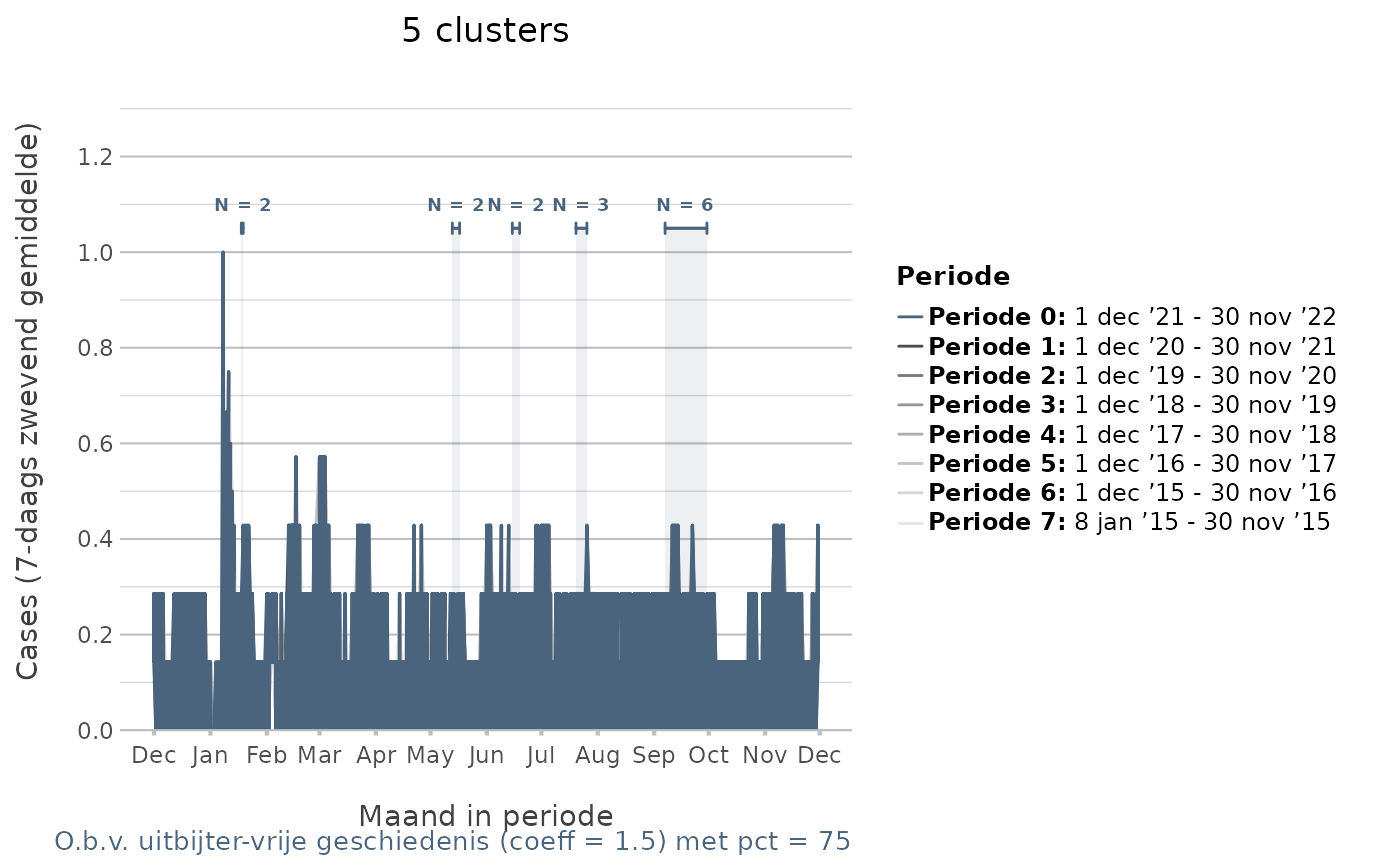 5 clusters
Cases (7-daags zwevend gemiddelde)
1.2
1.0
0.8
0.6
0.4
0.2
0.0
N = 2
N = 2
N = 2
N = 3
N = 6
Dec Jan Feb Mar Apr May Jun Jul Aug Sep Oct Nov Dec
Maand in periode
O.b.v. uitbijter-vrije geschiedenis (coeff = 1.5) met pct = 75
Periode
Periode 0: 1 dec ’21 - 30 nov ’22
Periode 1: 1 dec ’20 - 30 nov ’21
Periode 2: 1 dec ’19 - 30 nov ’20
Periode 3: 1 dec ’18 - 30 nov ’19
Periode 4: 1 dec ’17 - 30 nov ’18
Periode 5: 1 dec ’16 - 30 nov ’17
Periode 6: 1 dec ’15 - 30 nov ’16
Periode 7: 8 jan ’15 - 30 nov ’15